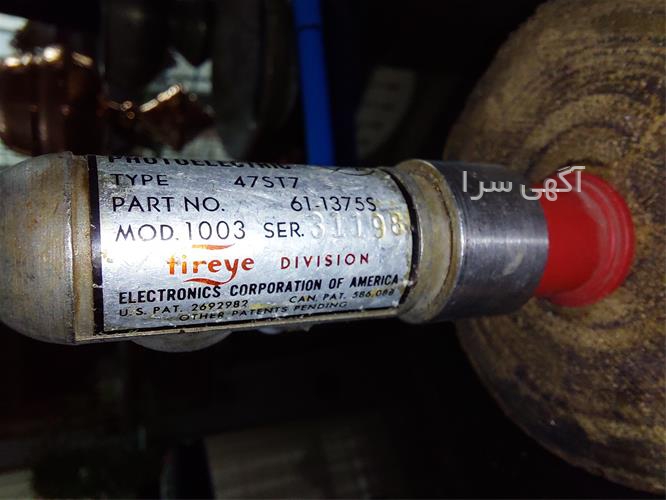 PHOTOELECTRIC
TYPE 47ST7
PART NO. 61-1375S
MOD. 1003 SER. 31198
fireye DIVISION
ELECTRONICS CORPORATION OF AMERICA
U.S. PAT. 2692982 CAN. PAT. 586,088
OTHER PATENTS PENDING
آگهی سرا